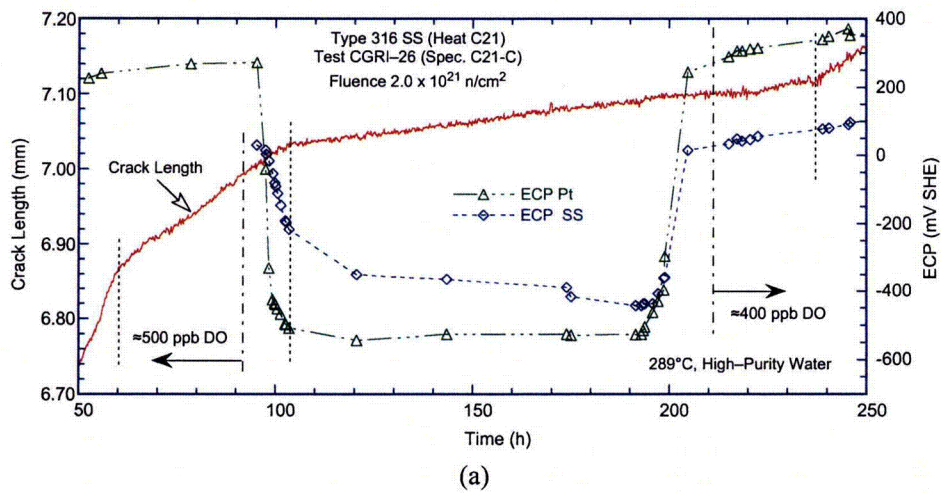 Type 316 SS (Heat C21)
Test CGRI–26 (Spec. C21-C)
Fluence 2.0 x 10²¹ n/cm²
Crack Length
ECP Pt
ECP SS
≈500 ppb DO
≈400 ppb DO
289°C, High–Purity Water
Crack Length (mm)
7.20
7.10
7.00
6.90
6.80
6.70
ECP (mV SHE)
400
200
0
-200
-400
-600
50
100
150
200
250
Time (h)
(a)